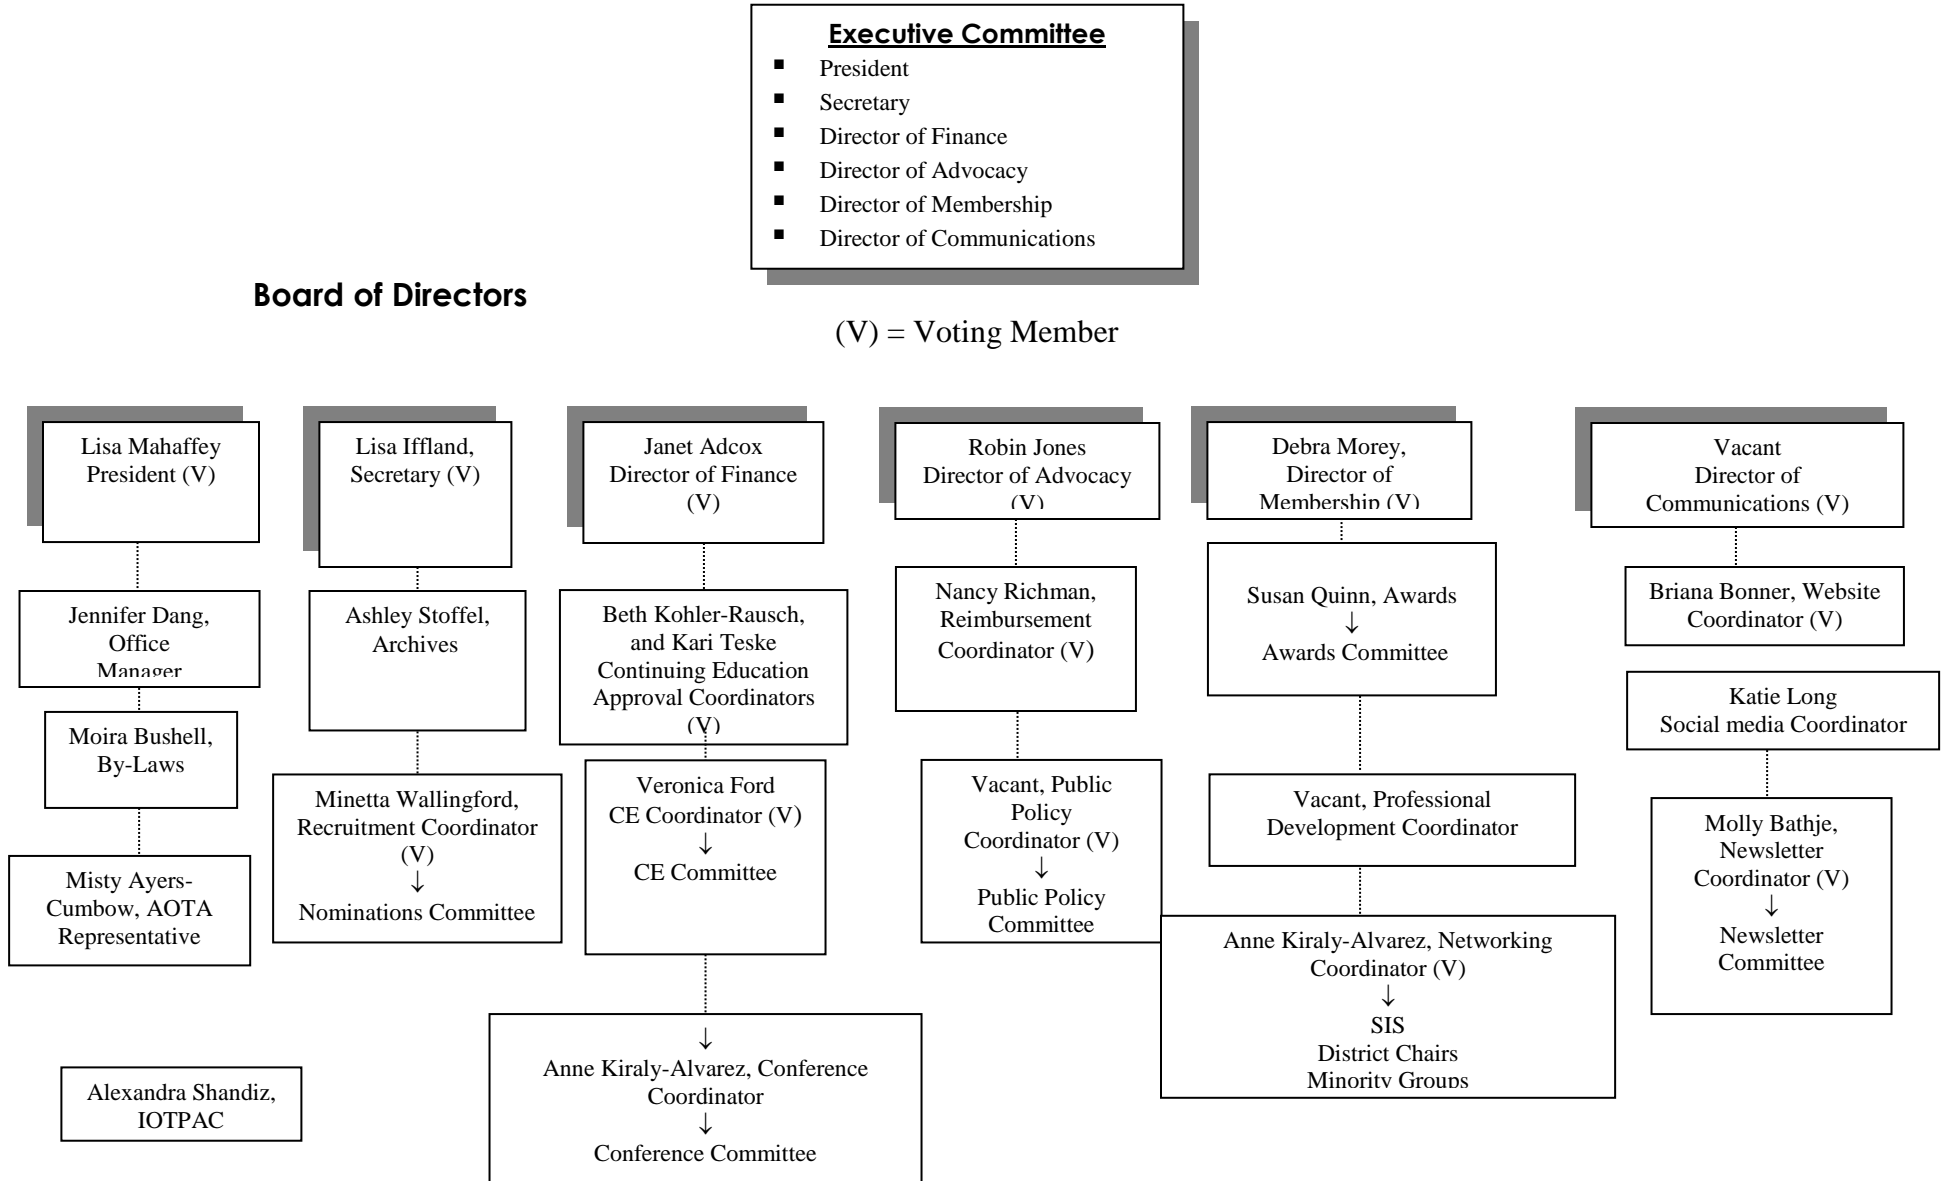 Executive Committee
■ President
■ Secretary
■ Director of Finance
■ Director of Advocacy
■ Director of Membership
■ Director of Communications
Board of Directors
(V) = Voting Member
Lisa Mahaffey
President (V)
Jennifer Dang,
Office
Manager
Moira Bushell,
By-Laws
Misty Ayers-
Cumbow, AOTA
Representative
Alexandra Shandiz,
IOTPAC
Lisa Iffland,
Secretary (V)
Ashley Stoffel,
Archives
Minetta Wallingford,
Recruitment Coordinator
(V)
↓
Nominations Committee
Janet Adcox
Director of Finance
(V)
Beth Kohler-Rausch,
and Kari Teske
Continuing Education
Approval Coordinators
(V)
Veronica Ford
CE Coordinator (V)
↓
CE Committee
↓
Anne Kiraly-Alvarez, Conference
Coordinator
↓
Conference Committee
Robin Jones
Director of Advocacy
(V)
Nancy Richman,
Reimbursement
Coordinator (V)
Vacant, Public
Policy
Coordinator (V)
↓
Public Policy
Committee
Debra Morey,
Director of
Membership (V)
Susan Quinn, Awards
↓
Awards Committee
Vacant, Professional
Development Coordinator
Anne Kiraly-Alvarez, Networking
Coordinator (V)
↓
SIS
District Chairs
Minority Groups
Vacant
Director of
Communications (V)
Briana Bonner, Website
Coordinator (V)
Katie Long
Social media Coordinator
Molly Bathje,
Newsletter
Coordinator (V)
↓
Newsletter
Committee